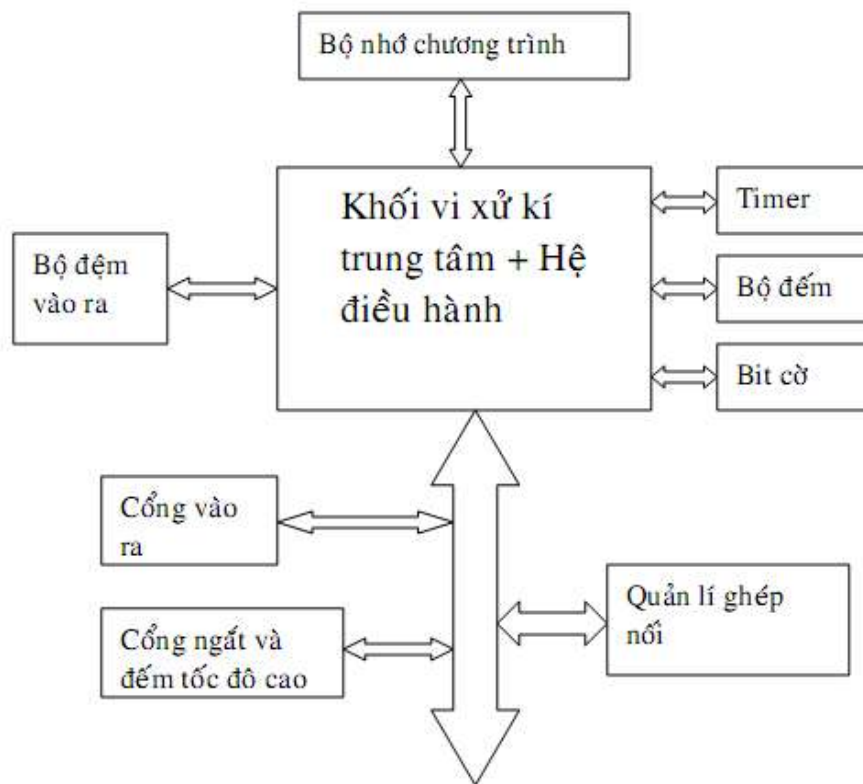 Bộ nhớ chương trình
Khối vi xử kí
trung tâm + Hệ
điều hành
Timer
Bộ đệm
vào ra
Bộ đếm
Bit cờ
Cổng vào
ra
Quản lí ghép
nối
Cổng ngắt và
đếm tốc đô cao